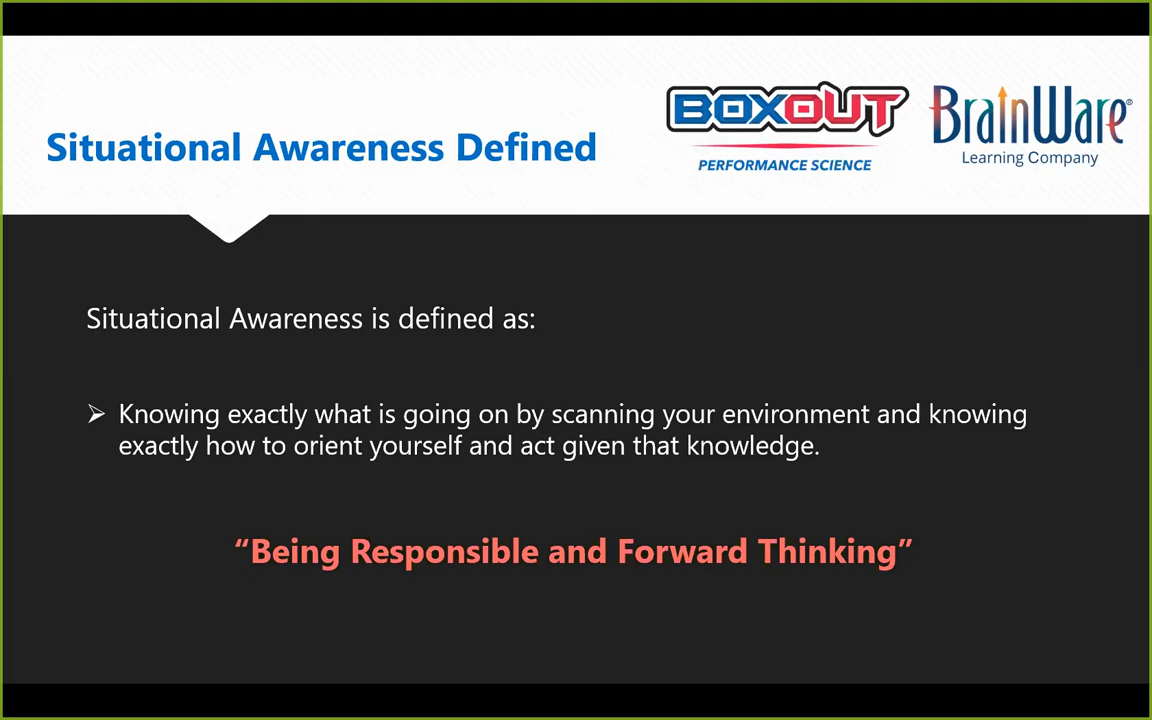 Situational Awareness Defined
BOXOUT
PERFORMANCE SCIENCE
BrainWare®
Learning Company
Situational Awareness is defined as:
➢ Knowing exactly what is going on by scanning your environment and knowing
exactly how to orient yourself and act given that knowledge.
“Being Responsible and Forward Thinking”